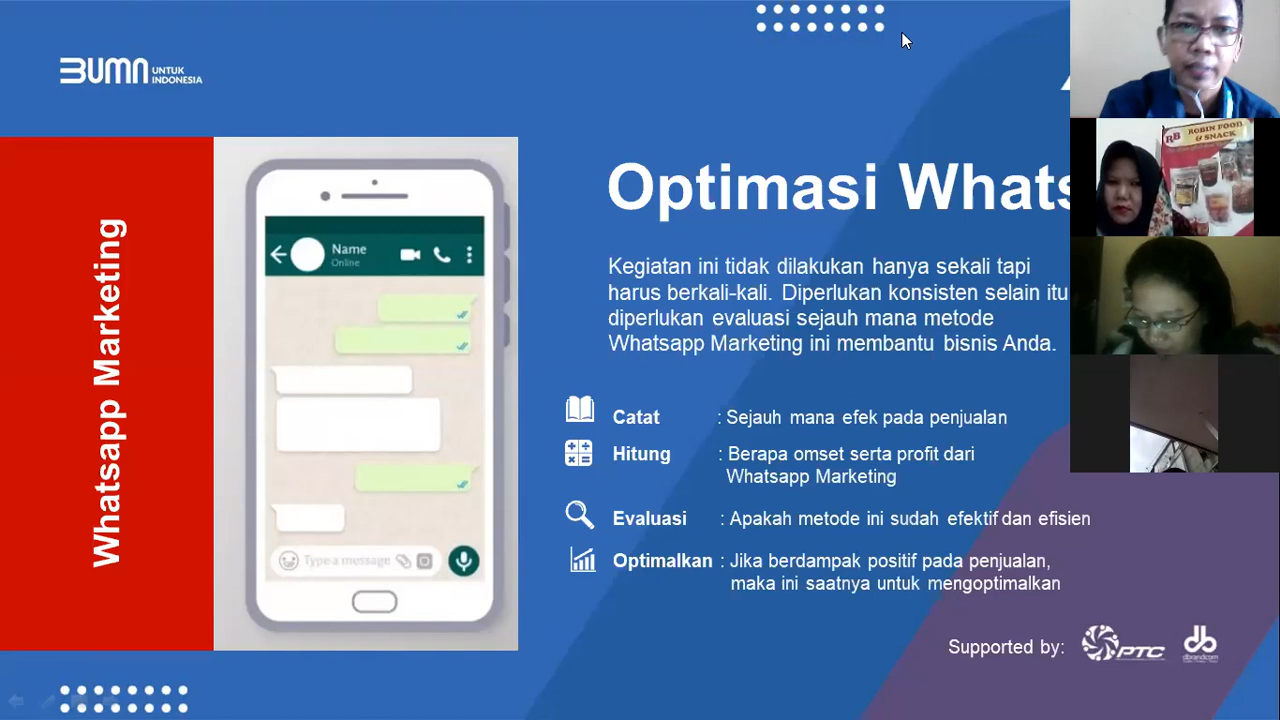 BUMN UNTUK
INDONESIA
Whatsapp Marketing
Name
Online
Type a message
Optimasi Whats
Kegiatan ini tidak dilakukan hanya sekali tapi
harus berkali-kali. Diperlukan konsisten selain itu
diperlukan evaluasi sejauh mana metode
Whatsapp Marketing ini membantu bisnis Anda.
Catat : Sejauh mana efek pada penjualan
Hitung : Berapa omset serta profit dari
Whatsapp Marketing
Evaluasi : Apakah metode ini sudah efektif dan efisien
Optimalkan : Jika berdampak positif pada penjualan,
maka ini saatnya untuk mengoptimalkan
Supported by: PTC db
dbrandcom
RB ROBIN FOOD
& SNACK